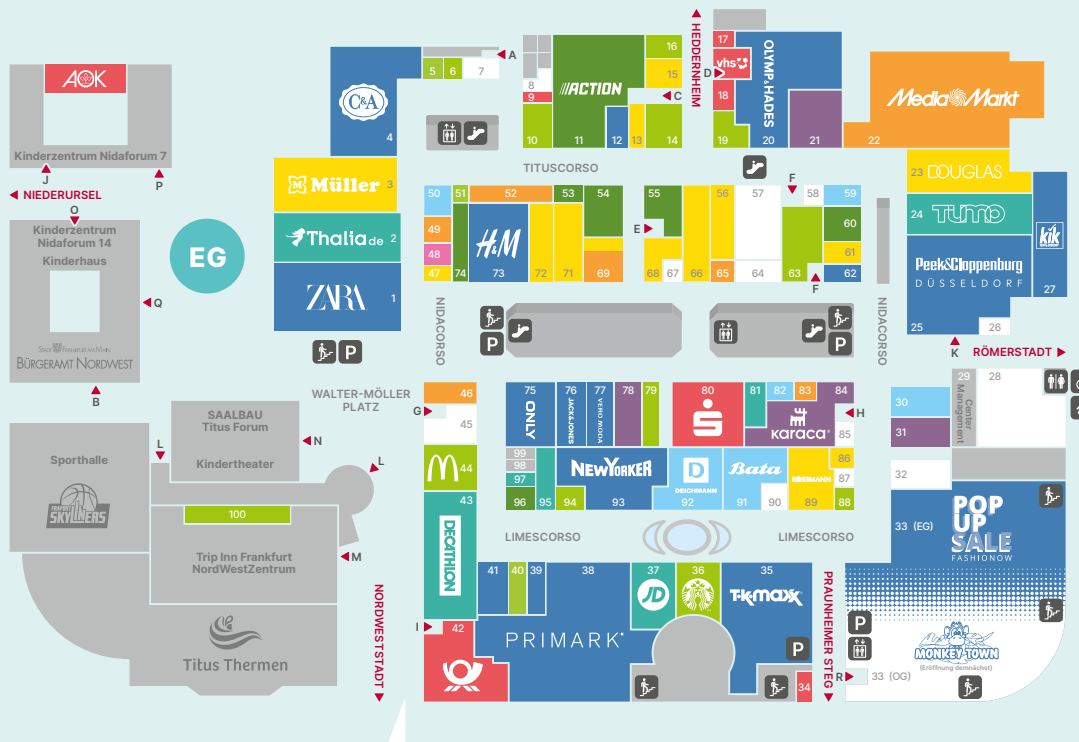 AOK
Kinderzentrum Nidaforum 7
J
P
NIEDERURSEL
O
Kinderzentrum
Nidaforum 14
Kinderhaus
Q
STADT FRANKFURT AM MAIN
BÜRGERAMT NORDWEST
B
EG
C&A
4
Müller
3
Thalia.de
2
ZARA
1
P
5
6
7
A
8
9
10
ACTION
11
12
13
14
15
16
C
TITUSCORSO
HEDDERNHEIM
17
vhs
D
18
19
OLYMP&HADES
20
21
MediaMarkt
22
23
DOUGLAS
24
TUMO
Peek&Cloppenburg
DÜSSELDORF
25
26
kik
27
K
RÖMERSTADT
50
51
52
53
54
49
48
47
74
H&M
73
72
71
69
55
E
56
57
F
58
59
60
61
62
68
67
66
65
64
63
F
NIDACORSO
P
P
NIDACORSO
WALTER-MÖLLER
PLATZ
46
G
45
44
43
DECATHLON
75
ONLY
76
JACK&JONES
77
VERO MODA
78
79
80
81
82
83
84
karaca
H
85
99
98
97
96
95
94
NEWYORKER
93
DEICHMANN
92
Bata
91
90
ROSSMANN
89
86
87
88
LIMESCORSO
LIMESCORSO
30
31
32
29
Center
Management
28
33 (EG)
POP
UP
SALE
FASHIONOW
SAALBAU
Titus Forum
Kindertheater
N
L
L
Sporthalle
FRAPORT
SKYLINERS
100
Trip Inn Frankfurt
NordWestZentrum
M
Titus Thermen
NORDWESTSTADT
I
42
41
40
39
38
PRIMARK
37
JD
36
35
T.K.maxx
P
34
PRAUNHEIMER STEG
P
R
33 (OG)
MONKEY-TOWN
(Eröffnung demnächst)